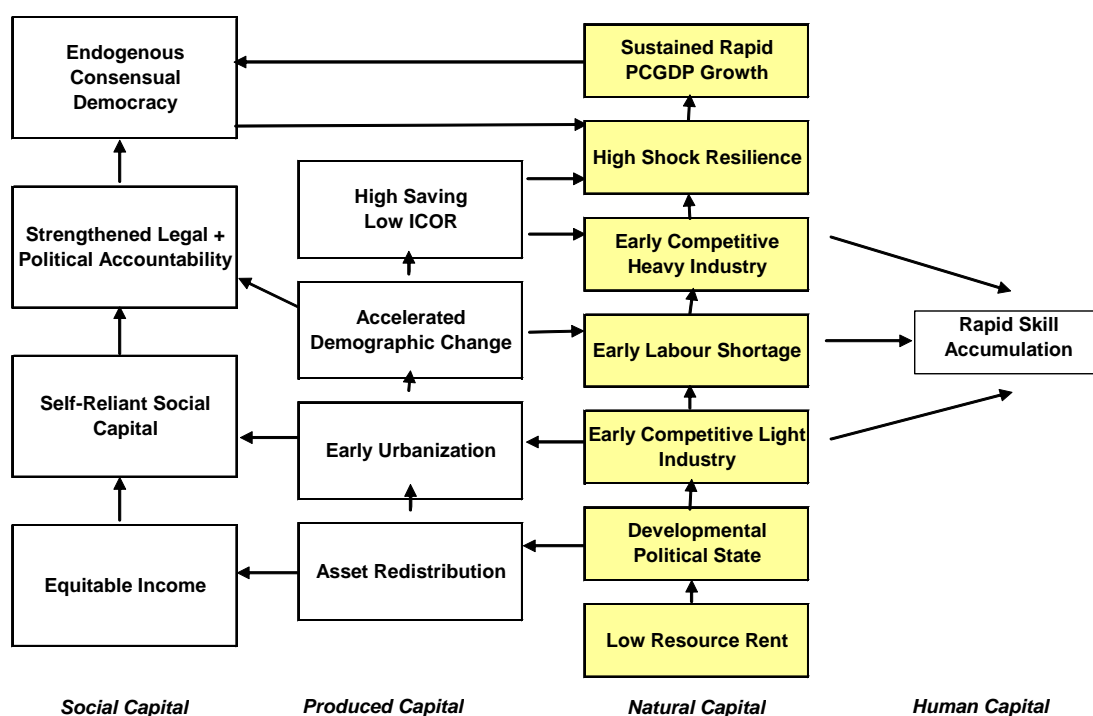 Endogenous
Consensual
Democracy
Strengthened Legal +
Political Accountability
Self-Reliant Social
Capital
Equitable Income
Social Capital
High Saving
Low ICOR
Accelerated
Demographic Change
Early Urbanization
Asset Redistribution
Produced Capital
Sustained Rapid
PCGDP Growth
High Shock Resilience
Early Competitive
Heavy Industry
Early Labour Shortage
Early Competitive Light
Industry
Developmental
Political State
Low Resource Rent
Natural Capital
Rapid Skill
Accumulation
Human Capital